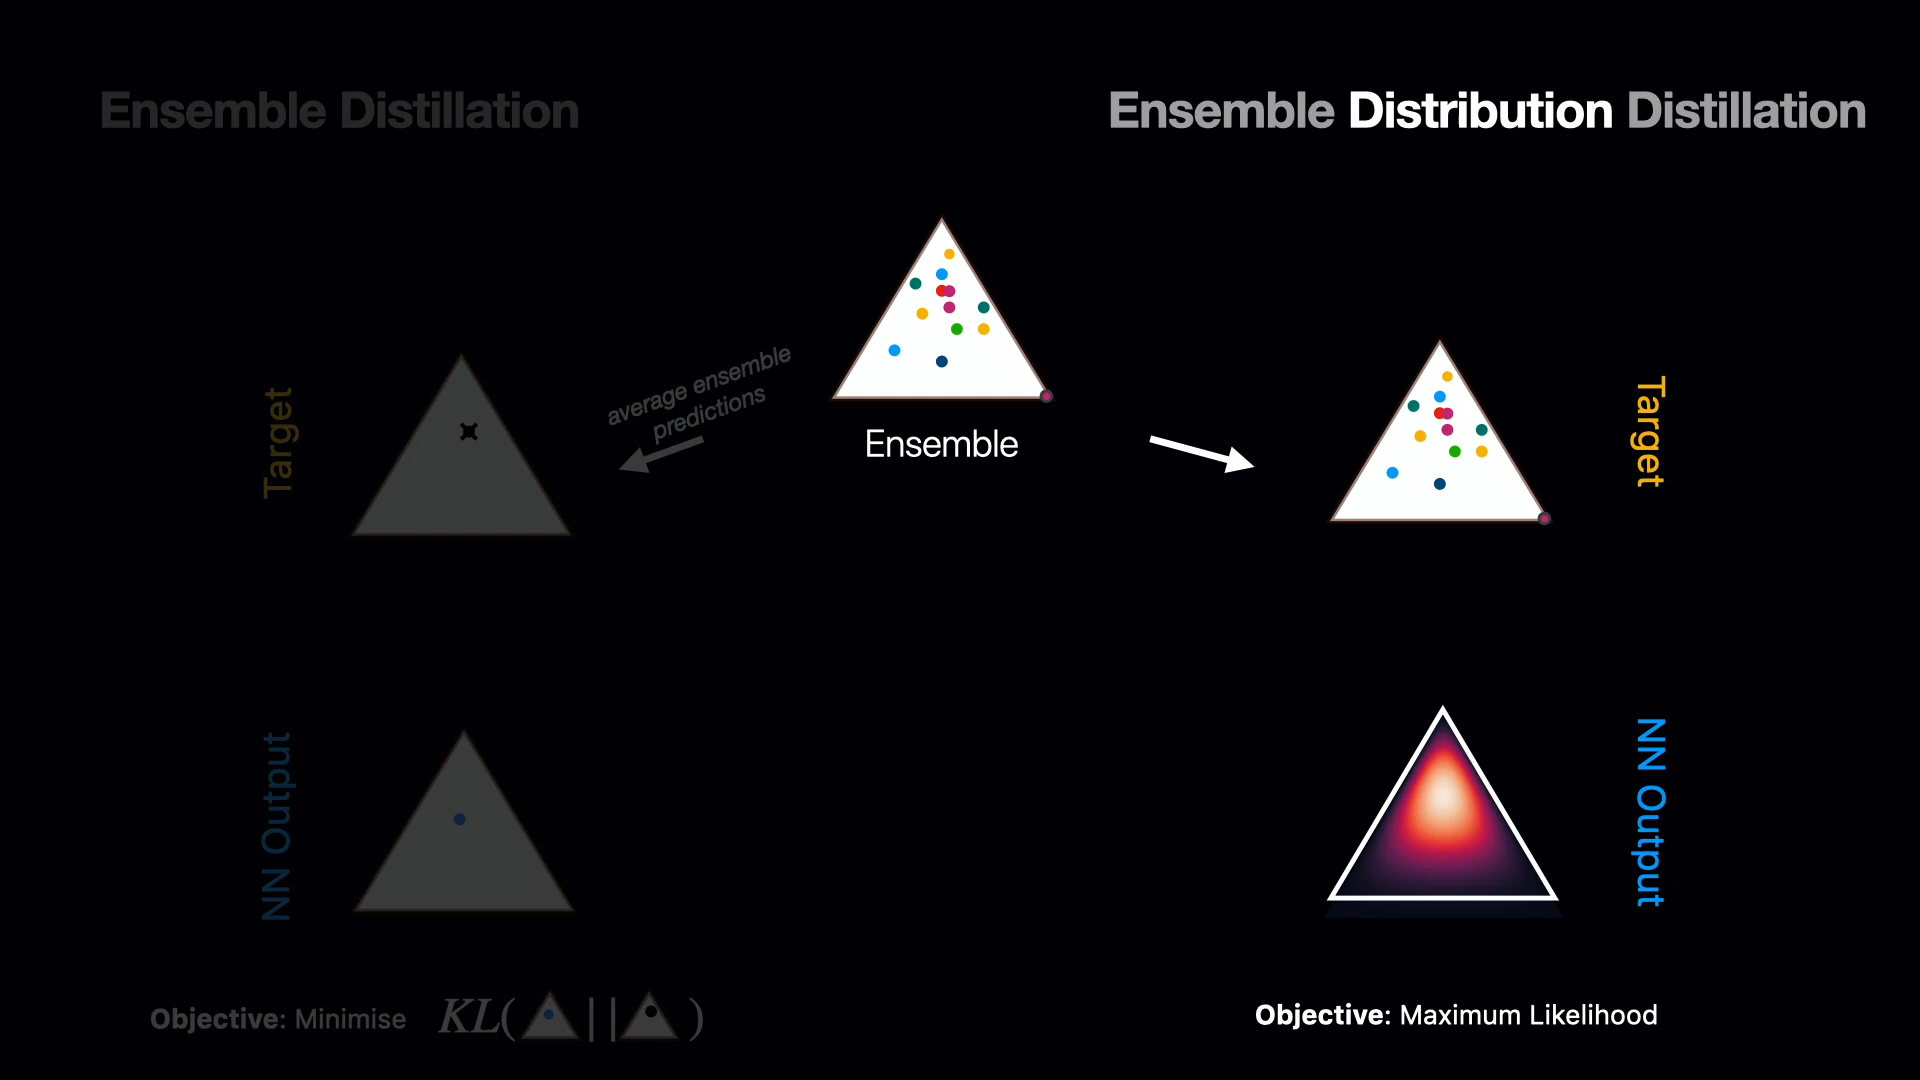 Ensemble Distillation
Ensemble Distribution Distillation
average ensemble
predictions
Ensemble
Target
Target
NN Output
NN Output
Objective: Minimise KL( || )
Objective: Maximum Likelihood